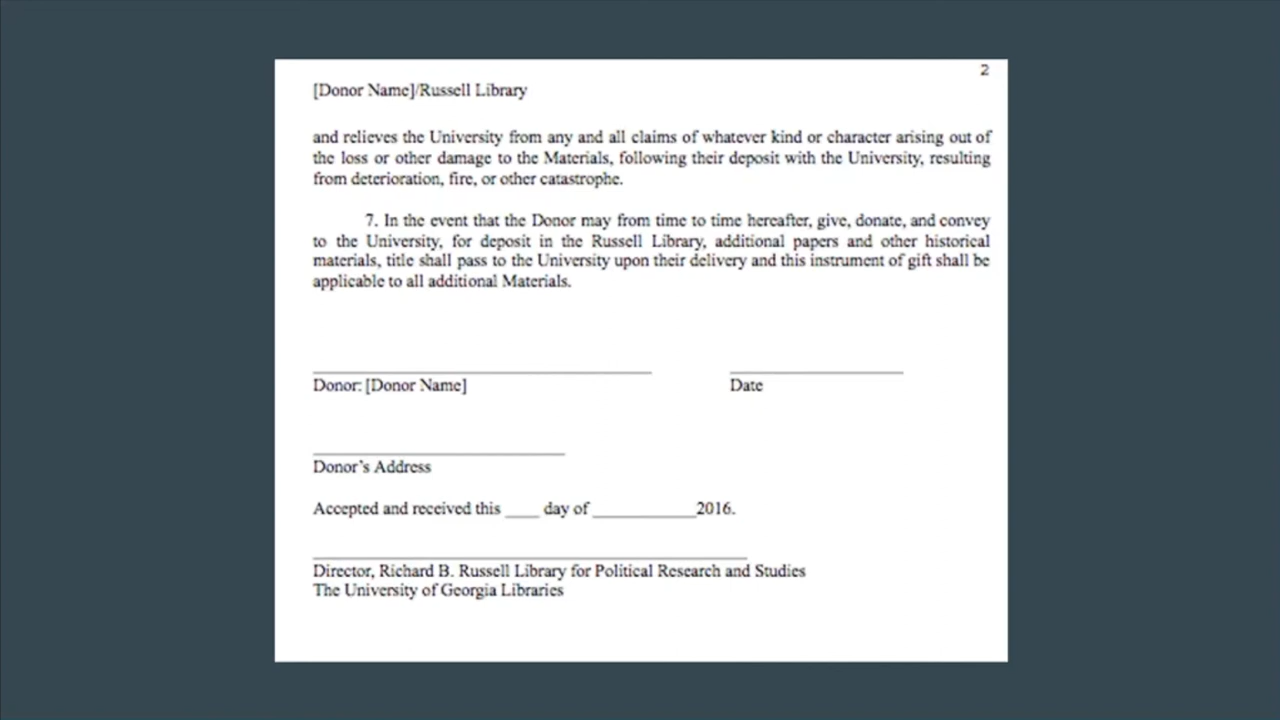 2
[Donor Name]/Russell Library
and relieves the University from any and all claims of whatever kind or character arising out of
the loss or other damage to the Materials, following their deposit with the University, resulting
from deterioration, fire, or other catastrophe.
7. In the event that the Donor may from time to time hereafter, give, donate, and convey
to the University, for deposit in the Russell Library, additional papers and other historical
materials, title shall pass to the University upon their delivery and this instrument of gift shall be
applicable to all additional Materials.
Donor: [Donor Name] Date
Donor's Address
Accepted and received this ____ day of ____________2016.
Director, Richard B. Russell Library for Political Research and Studies
The University of Georgia Libraries